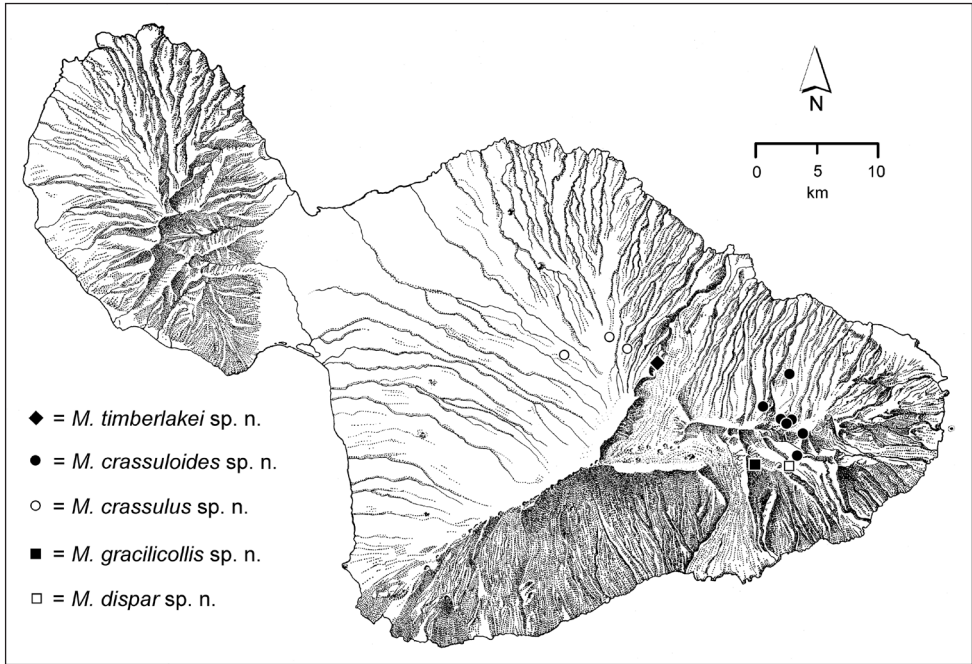 N
0 5 10
km
◆ = M. timberlakei sp. n.
● = M. crassuloides sp. n.
○ = M. crassulus sp. n.
■ = M. gracilicollis sp. n.
□ = M. dispar sp. n.